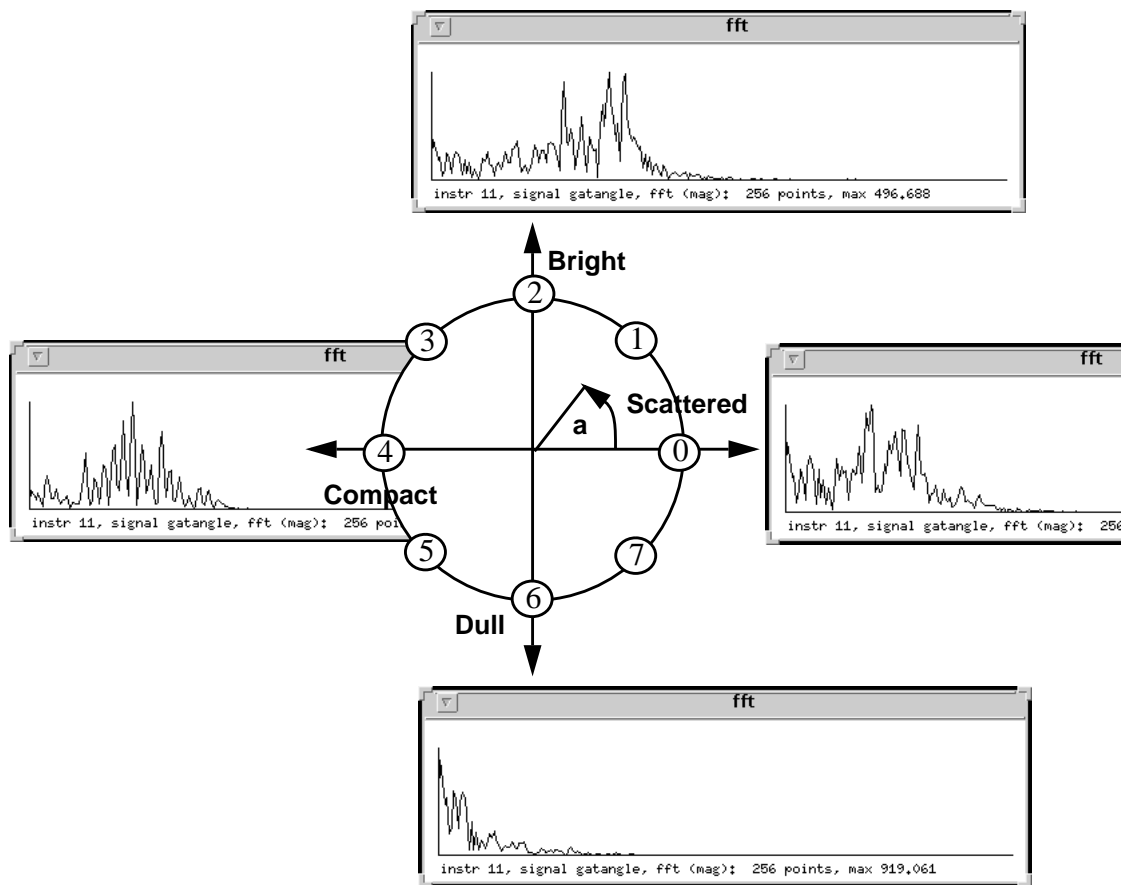 fft
instr 11, signal gatangle, fft (mag): 256 points, max 496.688
Bright
2
3
1
fft
fft
Scattered
a
4
0
Compact
instr 11, signal gatangle, fft (mag): 256 poi
instr 11, signal gatangle, fft (mag): 256
5
7
6
Dull
fft
instr 11, signal gatangle, fft (mag): 256 points, max 919.061